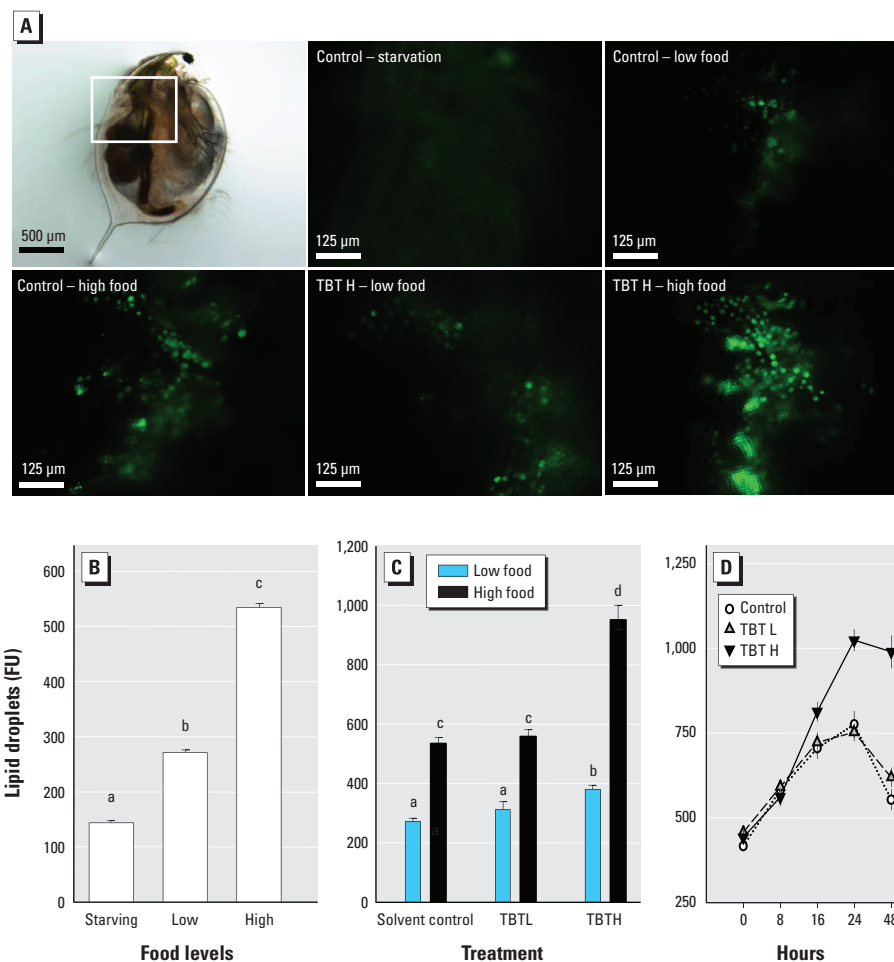 A
Control – starvation
Control – low food
500 µm
125 µm
125 µm
Control – high food
TBT H – low food
TBT H – high food
125 µm
125 µm
125 µm
B
C
D
Lipid droplets (FU)
600
500
400
300
200
100
0
a
b
c
Starving
Low
High
Food levels
1,200
1,000
800
600
400
200
0
Low food
High food
a
c
a
a
c
b
d
Solvent control
TBTL
TBTH
Treatment
1,250
1,000
750
500
250
Control
TBT L
TBT H
0
8
16
24
48
Hours